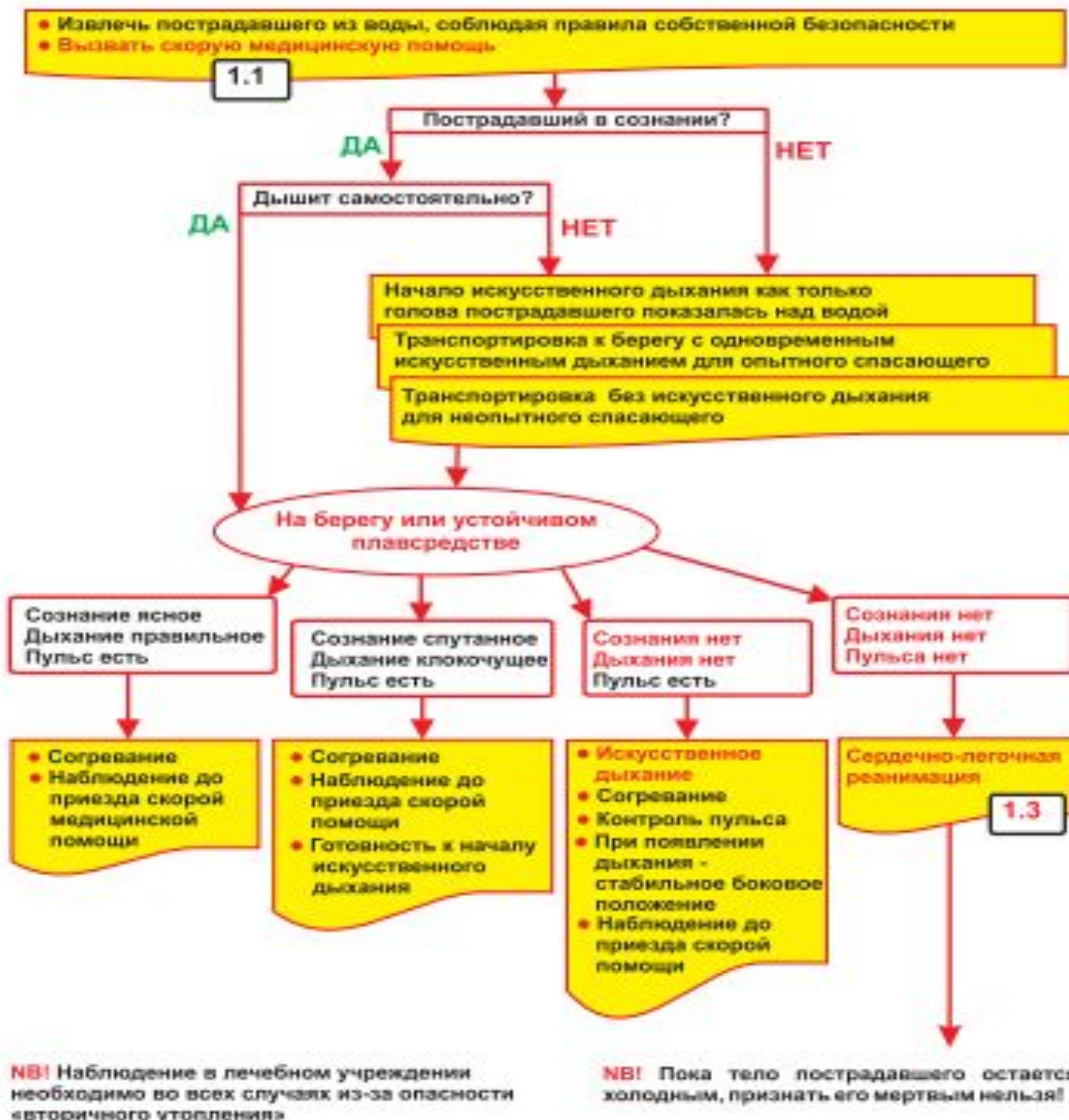 • Извлечь пострадавшего из воды, соблюдая правила собственной безопасности
• Вызвать скорую медицинскую помощь
1.1
Пострадавший в сознании?
ДА
НЕТ
Дышит самостоятельно?
ДА
НЕТ
Начало искусственного дыхания как только
голова пострадавшего показалась над водой
Транспортировка к берегу с одновременным
искусственным дыханием для опытного спасающего
Транспортировка без искусственного дыхания
для неопытного спасающего
На берегу или устойчивом
плавсредстве
Сознание ясное
Дыхание правильное
Пульс есть
Сознание спутанное
Дыхание клокочущее
Пульс есть
Сознания нет
Дыхания нет
Пульс есть
Сознания нет
Дыхания нет
Пульса нет
• Согревание
• Наблюдение до
приезда скорой
медицинской
помощи
• Согревание
• Наблюдение до
приезда скорой
помощи
• Готовность к началу
искусственного
дыхания
• Искусственное
дыхание
• Согревание
• Контроль пульса
• При появлении
дыхания -
стабильное боковое
положение
• Наблюдение до
приезда скорой
помощи
Сердечно-легочная
реанимация
1.3
NB! Наблюдение в лечебном учреждении
необходимо во всех случаях из-за опасности
«вторичного утопления»
NB! Пока тело пострадавшего остается
холодным, признать его мертвым нельзя!